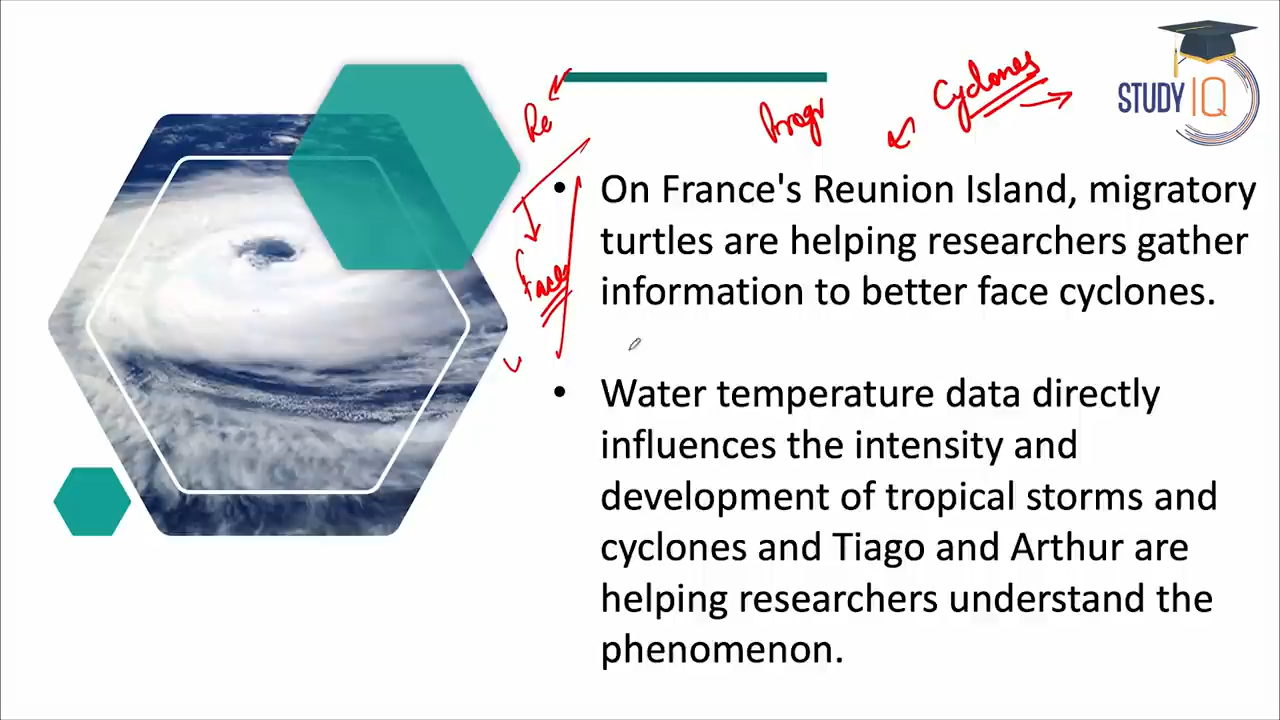 Cyclones
STUDY IQ
Re
On France's Reunion Island, migratory
turtles are helping researchers gather
information to better face cyclones.
Water temperature data directly
influences the intensity and
development of tropical storms and
cyclones and Tiago and Arthur are
helping researchers understand the
phenomenon.